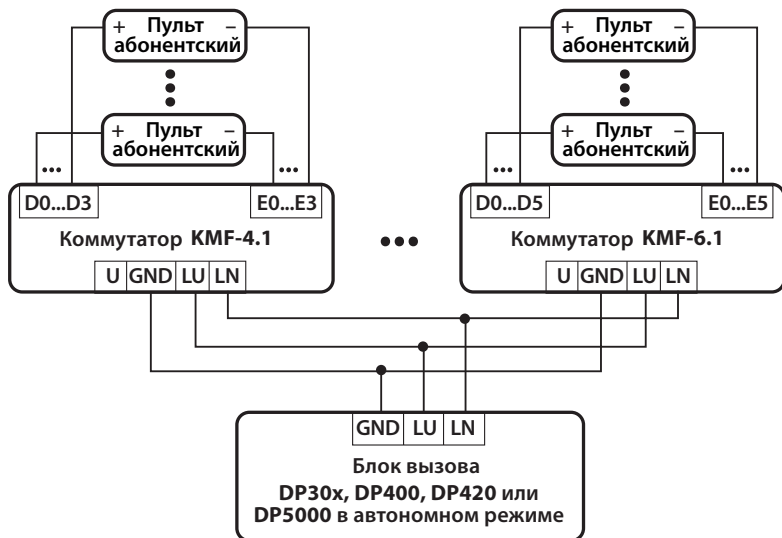 + Пульт –
абонентский
+ Пульт –
абонентский
...
...
D0...D3
E0...E3
Коммутатор KMF-4.1
U GND LU LN
+ Пульт –
абонентский
+ Пульт –
абонентский
...
...
D0...D5
E0...E5
Коммутатор KMF-6.1
U GND LU LN
GND LU LN
Блок вызова
DP30x, DP400, DP420 или
DP5000 в автономном режиме